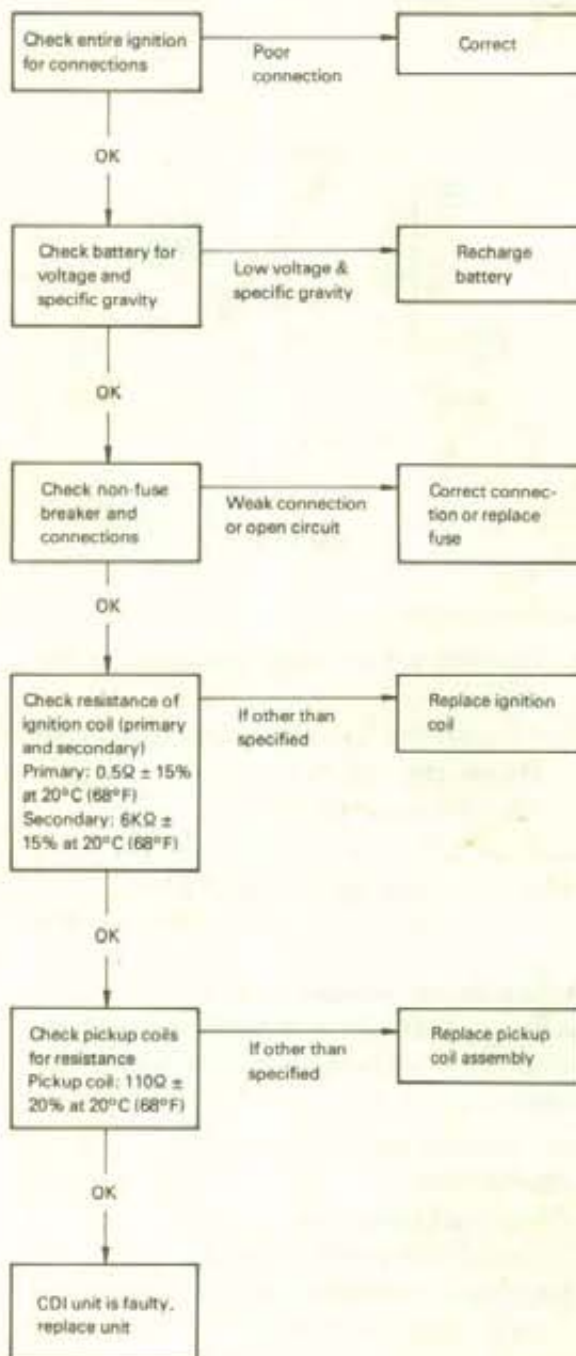 Check entire ignition
for connections
Poor
connection
Correct
OK
Check battery for
voltage and
specific gravity
Low voltage &
specific gravity
Recharge
battery
OK
Check non-fuse
breaker and
connections
Weak connection
or open circuit
Correct connec-
tion or replace
fuse
OK
Check resistance of
ignition coil (primary
and secondary)
Primary: 0.5Ω ± 15%
at 20°C (68°F)
Secondary: 6KΩ ±
15% at 20°C (68°F)
If other than
specified
Replace ignition
coil
OK
Check pickup coils
for resistance
Pickup coil: 110Ω ±
20% at 20°C (68°F)
If other than
specified
Replace pickup
coil assembly
OK
CDI unit is faulty,
replace unit